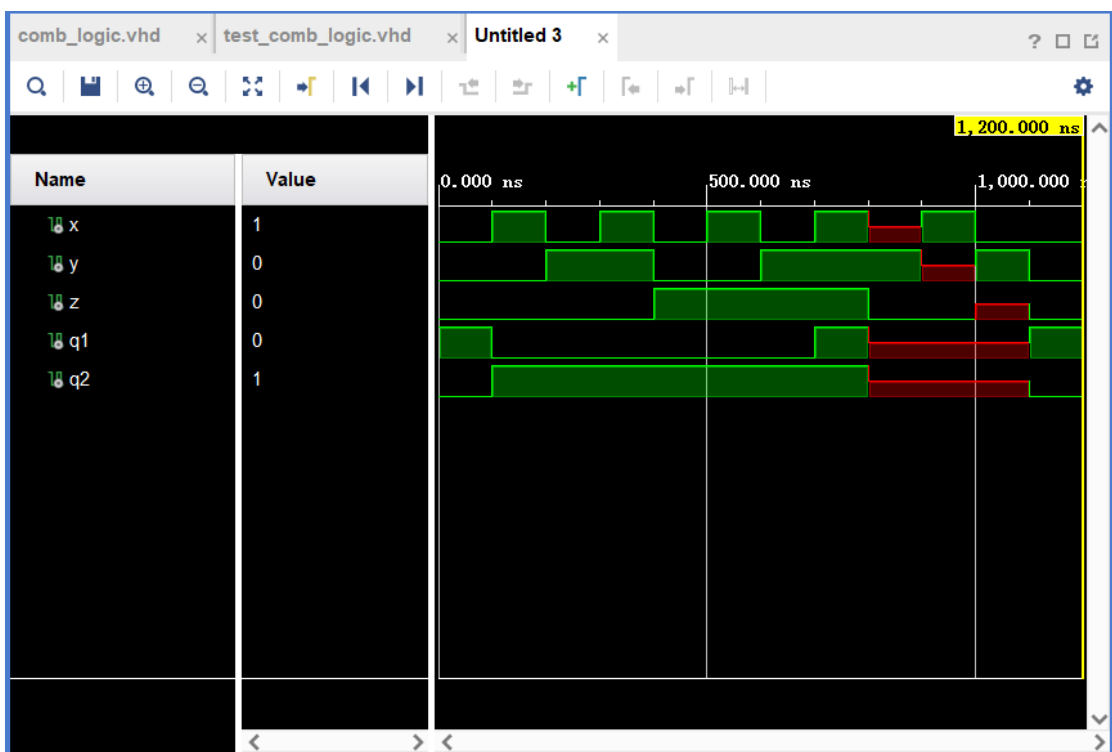 comb_logic.vhd × test_comb_logic.vhd × Untitled 3 ×
1,200.000 ns
Name Value 0.000 ns 500.000 ns 1,000.000
x 1
y 0
z 0
q1 0
q2 1